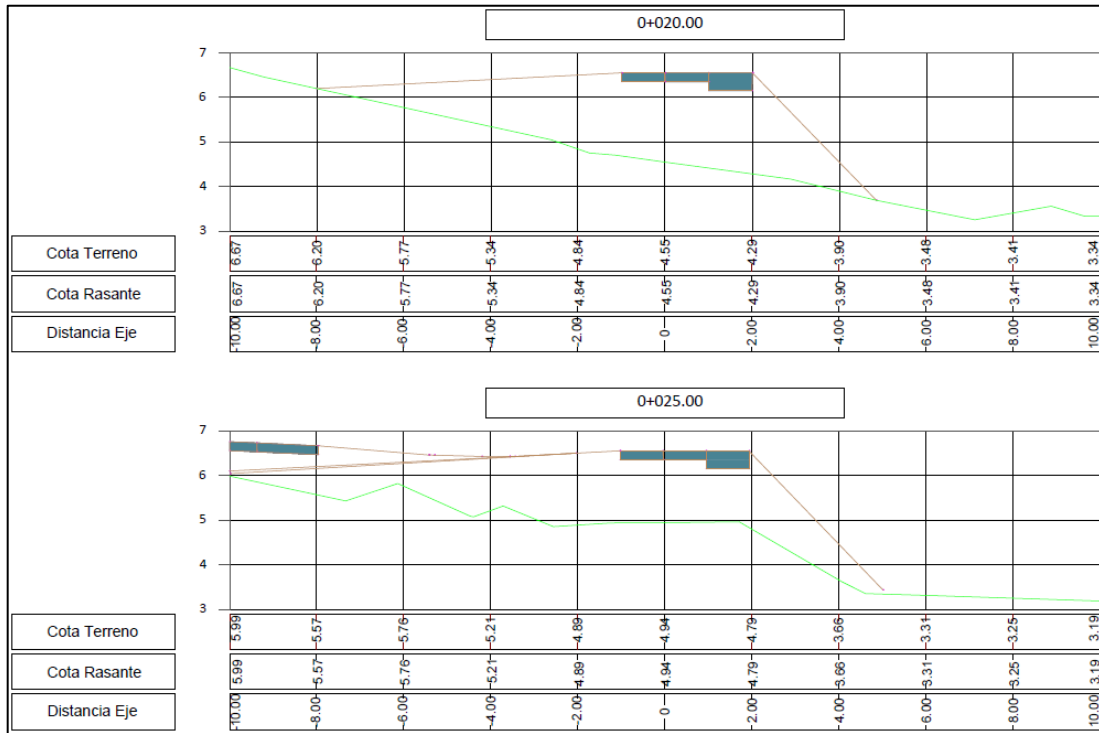 0+020.00
7
6
5
4
3
Cota Terreno 6.67 6.20 5.77 5.34 4.84 4.55 4.29 3.90 3.48 3.41 3.34
Cota Rasante 6.67 6.20 5.77 5.34 4.84 4.55 4.29 3.90 3.48 3.41 3.34
Distancia Eje -10.00 -8.00 -6.00 -4.00 -2.00 0 2.00 4.00 6.00 8.00 10.00
0+025.00
7
6
5
4
3
Cota Terreno 5.99 5.57 5.76 5.21 4.89 4.94 4.79 3.66 3.31 3.25 3.19
Cota Rasante 5.99 5.57 5.76 5.21 4.89 4.94 4.79 3.66 3.31 3.25 3.19
Distancia Eje -10.00 -8.00 -6.00 -4.00 -2.00 0 2.00 4.00 6.00 8.00 10.00